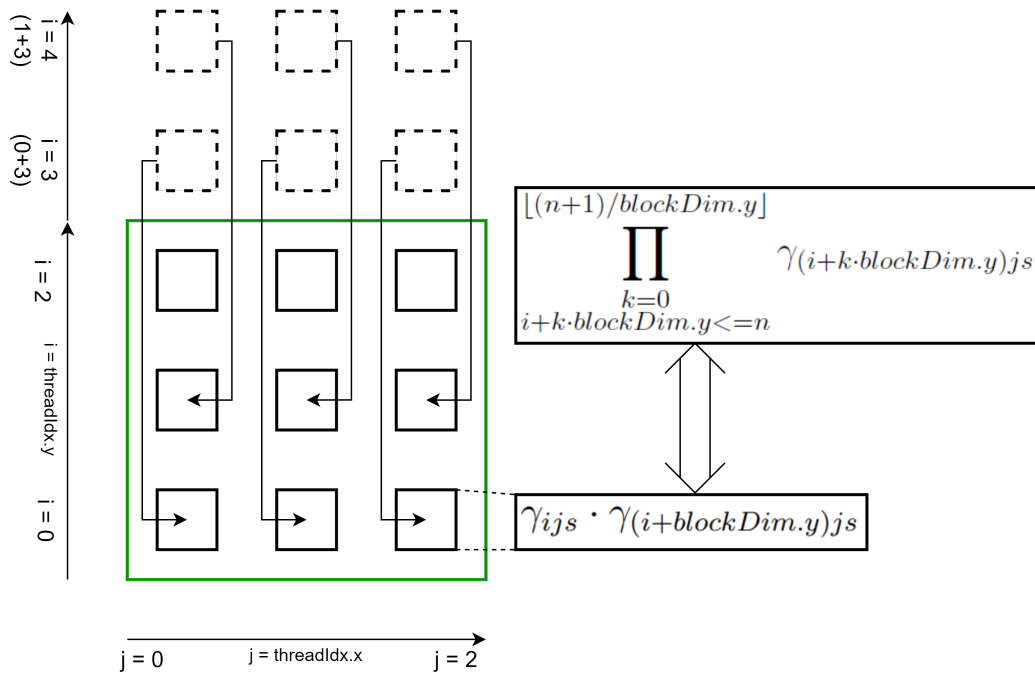 i = 4
(1+3)
i = 3
(0+3)
i = 2
i = threadIdx.y
i = 0
⌊(n+1)/blockDim.y⌋
∏
k=0
i+k·blockDim.y<=n
γ(i+k·blockDim.y)js
γijs · γ(i+blockDim.y)js
j = 0
j = threadIdx.x
j = 2